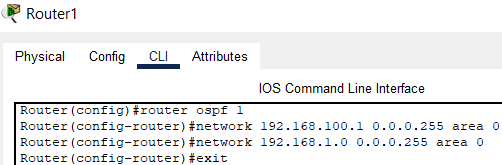 Router1
Physical Config CLI Attributes
IOS Command Line Interface
Router(config)#router ospf 1
Router(config-router)#network 192.168.100.1 0.0.0.255 area 0
Router(config-router)#network 192.168.1.0 0.0.0.255 area 0
Router(config-router)#exit